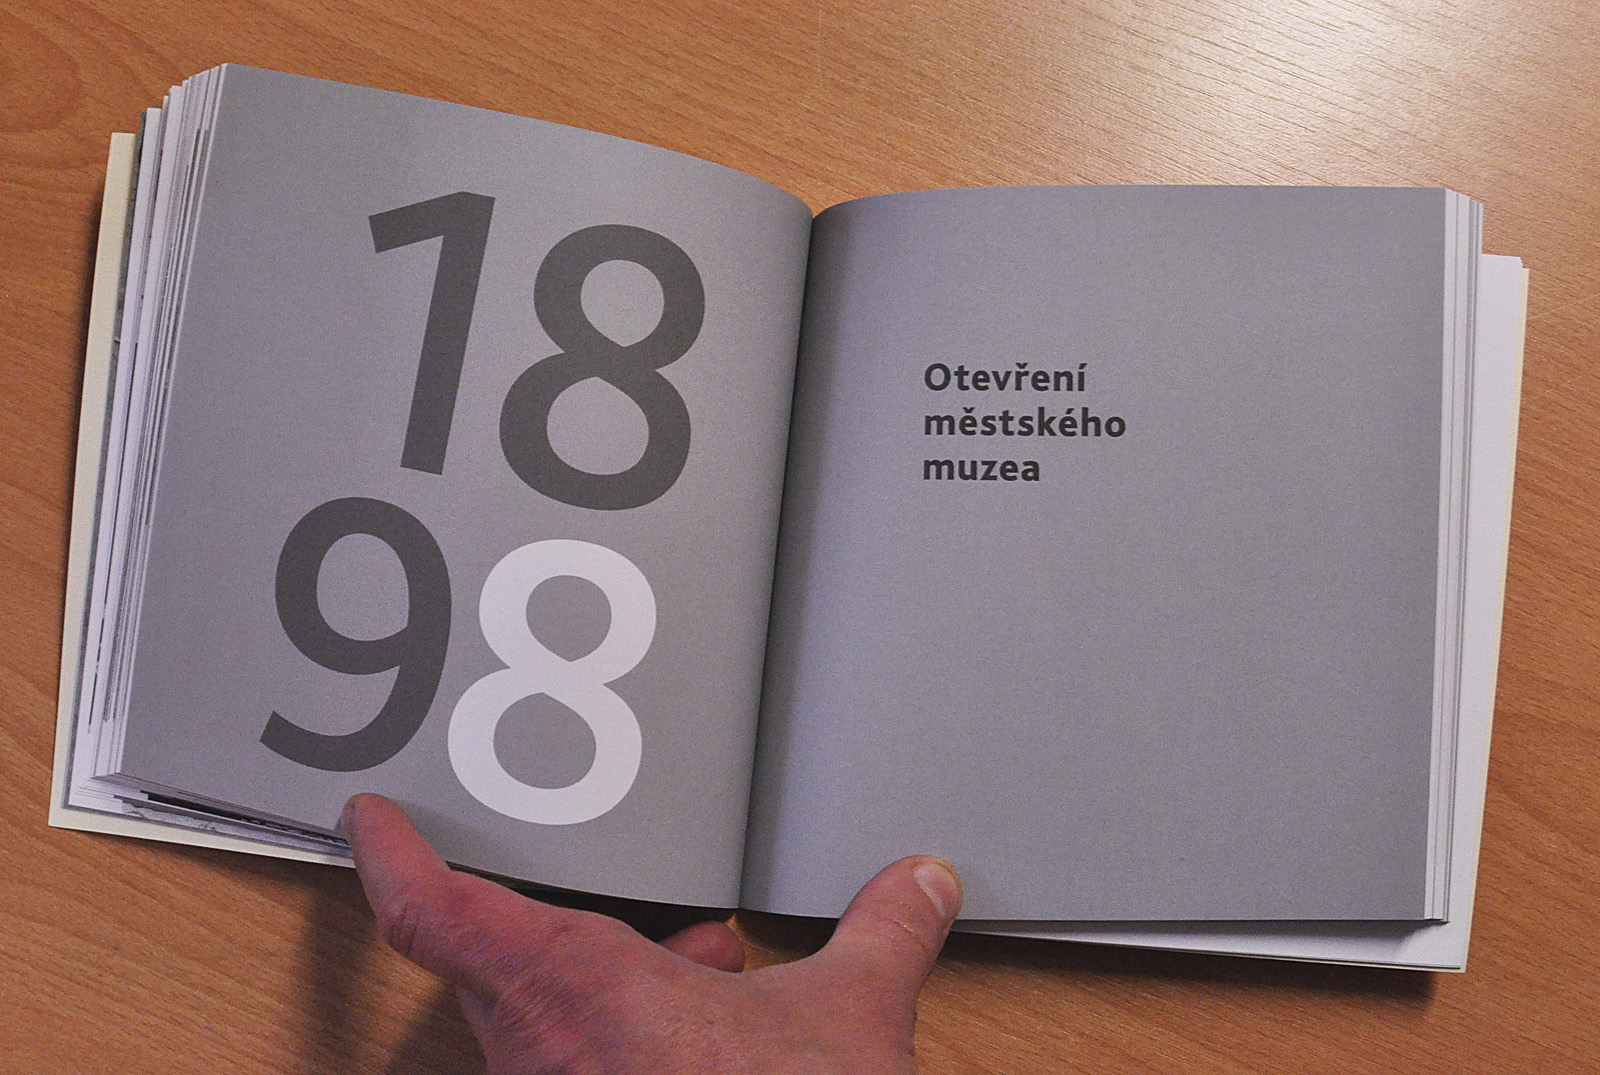 18
98
Otevření
městského
muzea